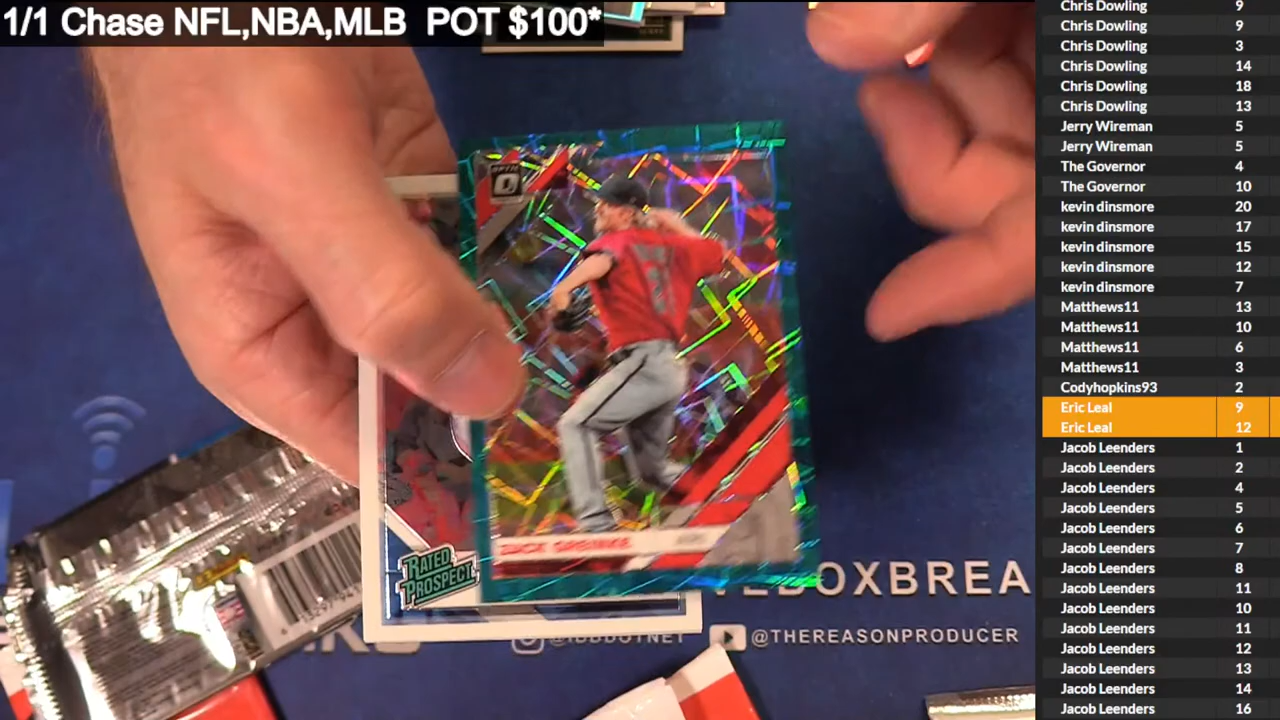 1/1 Chase NFL,NBA,MLB POT $100*
Chris Dowling 9
Chris Dowling 9
Chris Dowling 3
Chris Dowling 14
Chris Dowling 18
Chris Dowling 13
Jerry Wireman 5
Jerry Wireman 5
The Governor 4
The Governor 10
kevin dinsmore 20
kevin dinsmore 17
kevin dinsmore 15
kevin dinsmore 12
kevin dinsmore 7
Matthews11 13
Matthews11 10
Matthews11 6
Matthews11 3
Codyhopkins93 2
Eric Leal 9
Eric Leal 12
Jacob Leenders 1
Jacob Leenders 2
Jacob Leenders 4
Jacob Leenders 5
Jacob Leenders 6
Jacob Leenders 7
Jacob Leenders 8
Jacob Leenders 11
Jacob Leenders 10
Jacob Leenders 11
Jacob Leenders 12
Jacob Leenders 13
Jacob Leenders 14
Jacob Leenders 16
ZACK GREINKE
RATED
PROSPECT
VEBOXBREA
@THEREASONPRODUCER